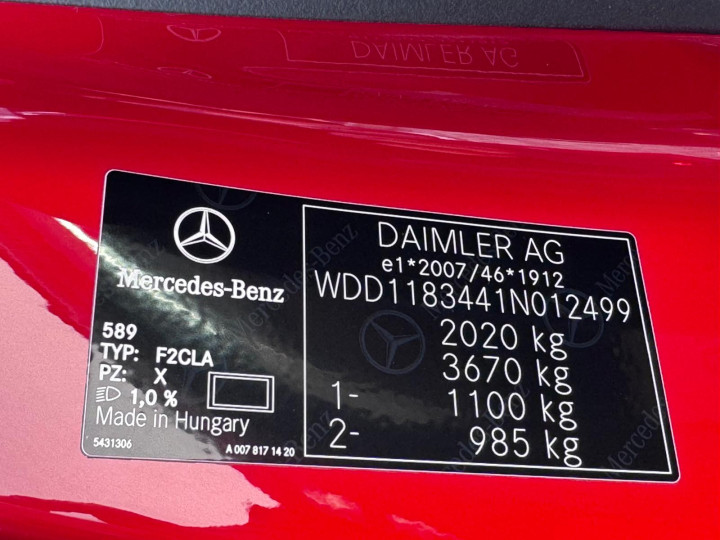 DAIMLER AG
Mercedes-Benz
589
TYP: F2CLA
PZ: X
1,0 %
Made in Hungary
5431306
A 007 817 14 20
DAIMLER AG
e1*2007/46*1912
WDD1183441N012499
2020 kg
3670 kg
1- 1100 kg
2- 985 kg